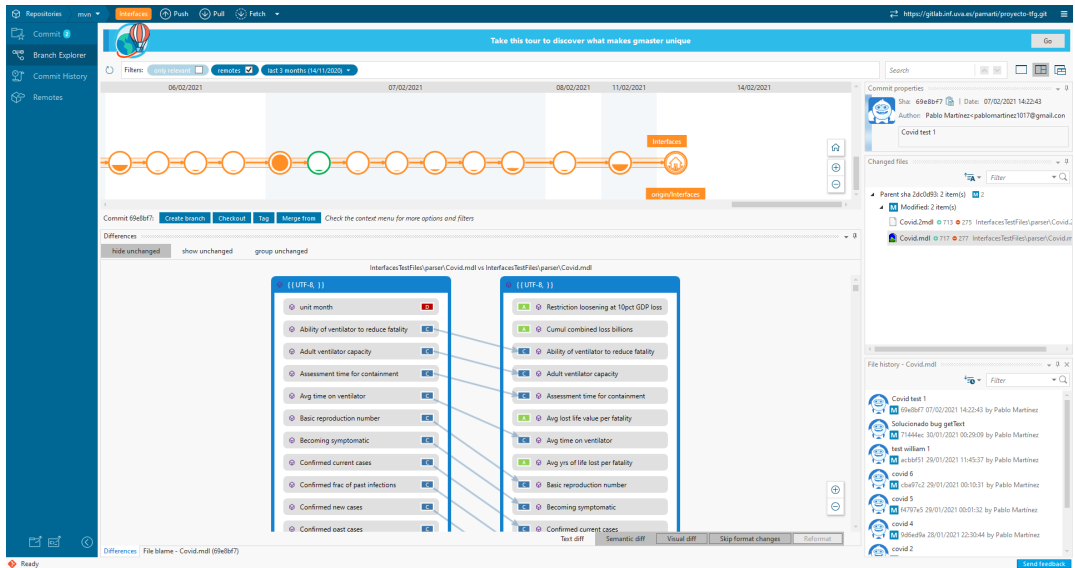 Repositories mvn Interfaces Push Pull Fetch https://gitlab.inf.uva.es/pamarti/proyecto-tfg.git
Commit 2
Branch Explorer
Commit History
Remotes
Take this tour to discover what makes gmaster unique Go
Filters: only relevant remotes last 3 months (14/11/2020) Search
06/02/2021 07/02/2021 08/02/2021 11/02/2021 14/02/2021
Interfaces
origin/Interfaces
Commit 69e8bf7: Create branch Checkout Tag Merge from Check the context menu for more options and filters
Differences
hide unchanged show unchanged group unchanged
InterfacesTestFiles\parser\Covid.mdl vs InterfacesTestFiles\parser\Covid.mdl
{{ UTF-8, }}
unit month D
Ability of ventilator to reduce fatality C
Adult ventilator capacity C
Assessment time for containment C
Avg time on ventilator C
Basic reproduction number C
Becoming symptomatic C
Confirmed current cases C
Confirmed frac of past infections C
Confirmed new cases C
Confirmed past cases C
{{ UTF-8, }}
A Restriction loosening at 10pct GDP loss
A Cumul combined loss billions
C Ability of ventilator to reduce fatality
C Adult ventilator capacity
C Assessment time for containment
A Avg lost life value per fatality
C Avg time on ventilator
A Avg yrs of life lost per fatality
C Basic reproduction number
C Becoming symptomatic
C Confirmed current cases
Text diff Semantic diff Visual diff Skip format changes Reformat
Differences File blame - Covid.mdl (69e8bf7)
Commit properties
Sha: 69e8bf7 | Date: 07/02/2021 14:22:43
Author: Pablo Martínez<pablomartinez1017@gmail.con
Covid test 1
Changed files
Filter
Parent sha 2dc0d93: 2 item(s) M 2
M Modified: 2 item(s)
Covid.2mdl 713 275 InterfacesTestFiles\parser\Covid.2
Covid.mdl 717 277 InterfacesTestFiles\parser\Covid.m
File history - Covid.mdl
Filter
Covid test 1
M 69e8bf7 07/02/2021 14:22:43 by Pablo Martínez
Solucionado bug getText
M 71444ec 30/01/2021 00:29:09 by Pablo Martínez
test william 1
M acbbf51 29/01/2021 11:45:37 by Pablo Martínez
covid 6
M cba97c2 29/01/2021 00:10:31 by Pablo Martínez
covid 5
M f4797e5 29/01/2021 00:01:32 by Pablo Martínez
covid 4
M 9d6ed9a 28/01/2021 22:30:44 by Pablo Martínez
covid 2
Ready Send feedback